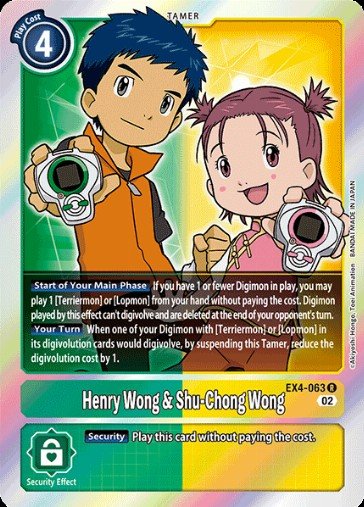 TAMER
Play Cost
4
Start of Your Main Phase If you have 1 or fewer Digimon in play, you may
play 1 [Terriermon] or [Lopmon] from your hand without paying the cost. Digimon
played by this effect can't digivolve and are deleted at the end of your opponent's turn.
Your Turn When one of your Digimon with [Terriermon] or [Lopmon] in
its digivolution cards would digivolve, by suspending this Tamer, reduce the
digivolution cost by 1.
©Akiyoshi Hongo, Toei Animation BANDAI MADE IN JAPAN
EX4-063 R
Henry Wong & Shu-Chong Wong
02
Security Play this card without paying the cost.
Security Effect